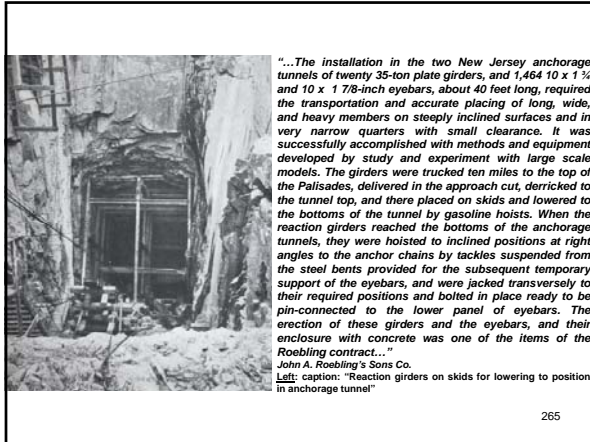 “…The installation in the two New Jersey anchorage
tunnels of twenty 35-ton plate girders, and 1,464 10 x 1 ¾
and 10 x 1 7/8-inch eyebars, about 40 feet long, required
the transportation and accurate placing of long, wide,
and heavy members on steeply inclined surfaces and in
very narrow quarters with small clearance. It was
successfully accomplished with methods and equipment
developed by study and experiment with large scale
models. The girders were trucked ten miles to the top of
the Palisades, delivered in the approach cut, derricked to
the tunnel top, and there placed on skids and lowered to
the bottoms of the tunnel by gasoline hoists. When the
reaction girders reached the bottoms of the anchorage
tunnels, they were hoisted to inclined positions at right
angles to the anchor chains by tackles suspended from
the steel bents provided for the subsequent temporary
support of the eyebars, and were jacked transversely to
their required positions and bolted in place ready to be
pin-connected to the lower panel of eyebars. The
erection of these girders and the eyebars, and their
enclosure with concrete was one of the items of the
Roebling contract…”
John A. Roebling’s Sons Co.
Left: caption: “Reaction girders on skids for lowering to position
in anchorage tunnel”
265